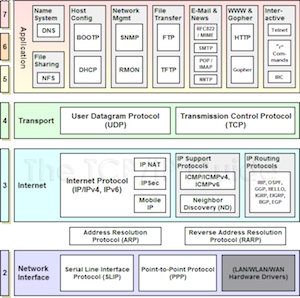 7
6
5
Application
Name
System
DNS
File
Sharing
NFS
Host
Config
BOOTP
DHCP
Network
Mgmt
SNMP
RMON
File
Transfer
FTP
TFTP
E-Mail &
News
RFC822
/ MIME
SMTP
POP /
IMAP
NNTP
WWW &
Gopher
HTTP
Gopher
Inter-
active
Telnet
"r"
Commands
IRC
4
Transport
User Datagram Protocol
(UDP)
Transmission Control Protocol
(TCP)
3
Internet
Internet Protocol
(IP/IPv4, IPv6)
IP NAT
IPSec
Mobile
IP
IP Support
Protocols
ICMP/ICMPv4,
ICMPv6
Neighbor
Discovery (ND)
IP Routing
Protocols
RIP, OSPF,
GGP, HELLO,
IGRP, EIGRP,
BGP, EGP
Address Resolution
Protocol (ARP)
Reverse Address Resolution
Protocol (RARP)
2
Network
Interface
Serial Line Interface
Protocol (SLIP)
Point-to-Point Protocol
(PPP)
(LAN/WLAN/WAN
Hardware Drivers)